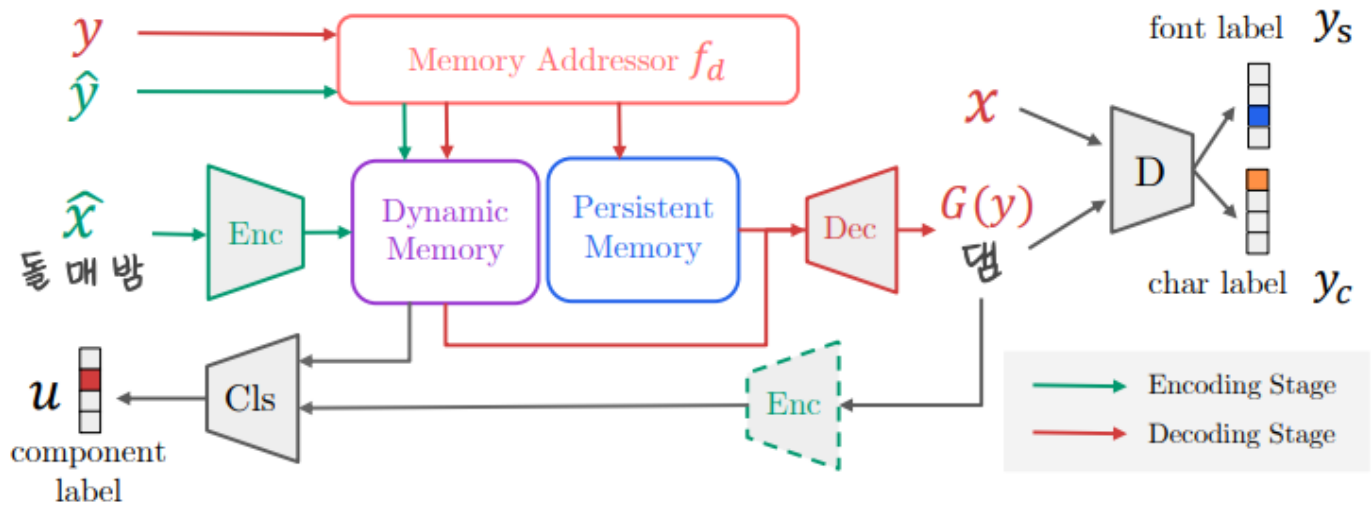 y
ŷ
Memory Addressor f_d
x̂
돌 매 밤
Enc
Dynamic
Memory
Persistent
Memory
Dec
G(y)
댐
x
D
font label y_s
char label y_c
u
component
label
Cls
Enc
Encoding Stage
Decoding Stage